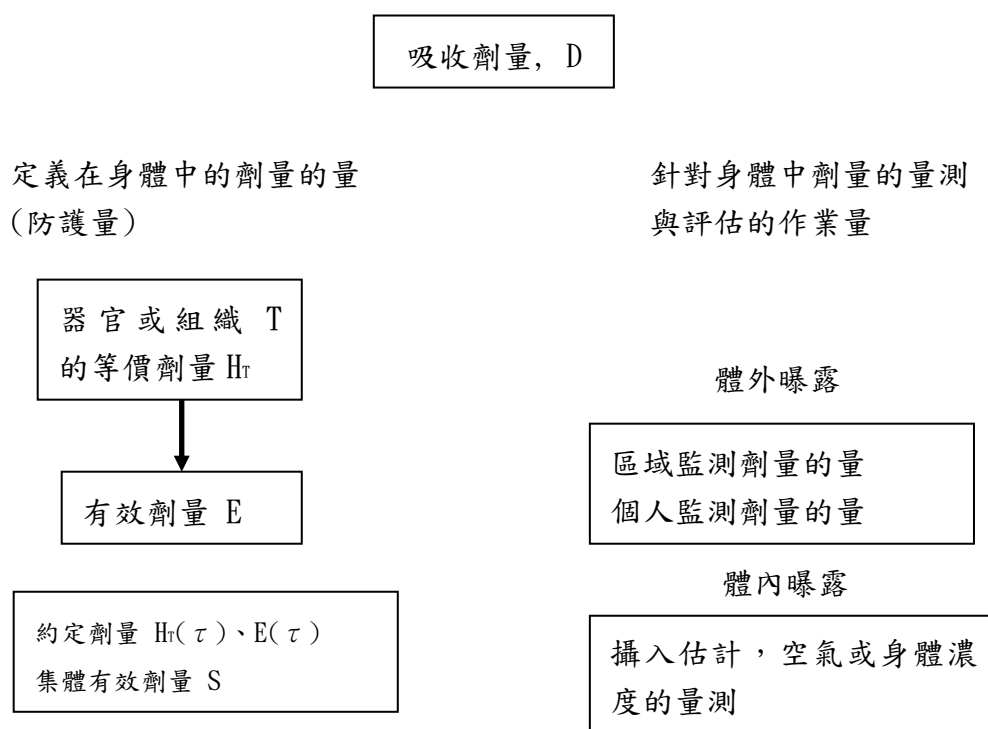 吸收劑量, D
定義在身體中的劑量的量
(防護量)
針對身體中劑量的量測
與評估的作業量
器官或組織 T
的等價劑量 HT
有效劑量 E
約定劑量 HT(τ)、E(τ)
集體有效劑量 S
體外曝露
區域監測劑量的量
個人監測劑量的量
體內曝露
攝入估計，空氣或身體濃
度的量測